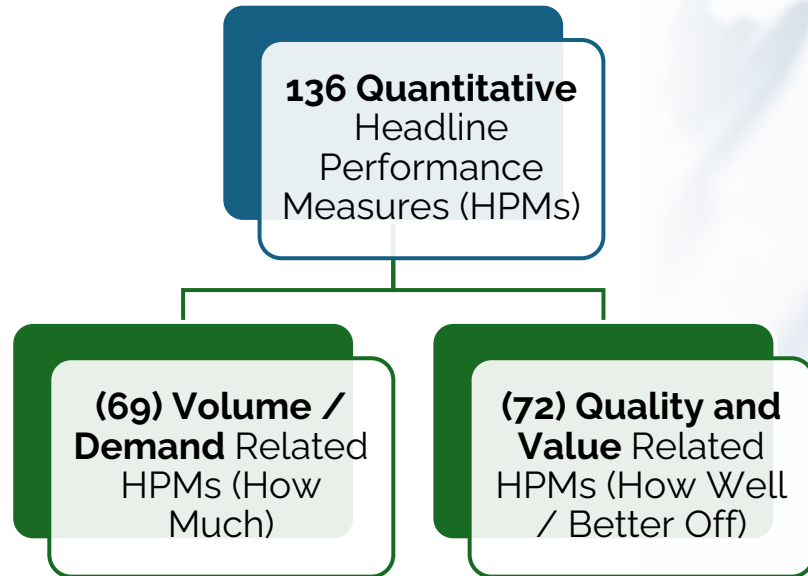 136 Quantitative
Headline
Performance
Measures (HPMs)
(69) Volume /
Demand Related
HPMs (How
Much)
(72) Quality and
Value Related
HPMs (How Well
/ Better Off)